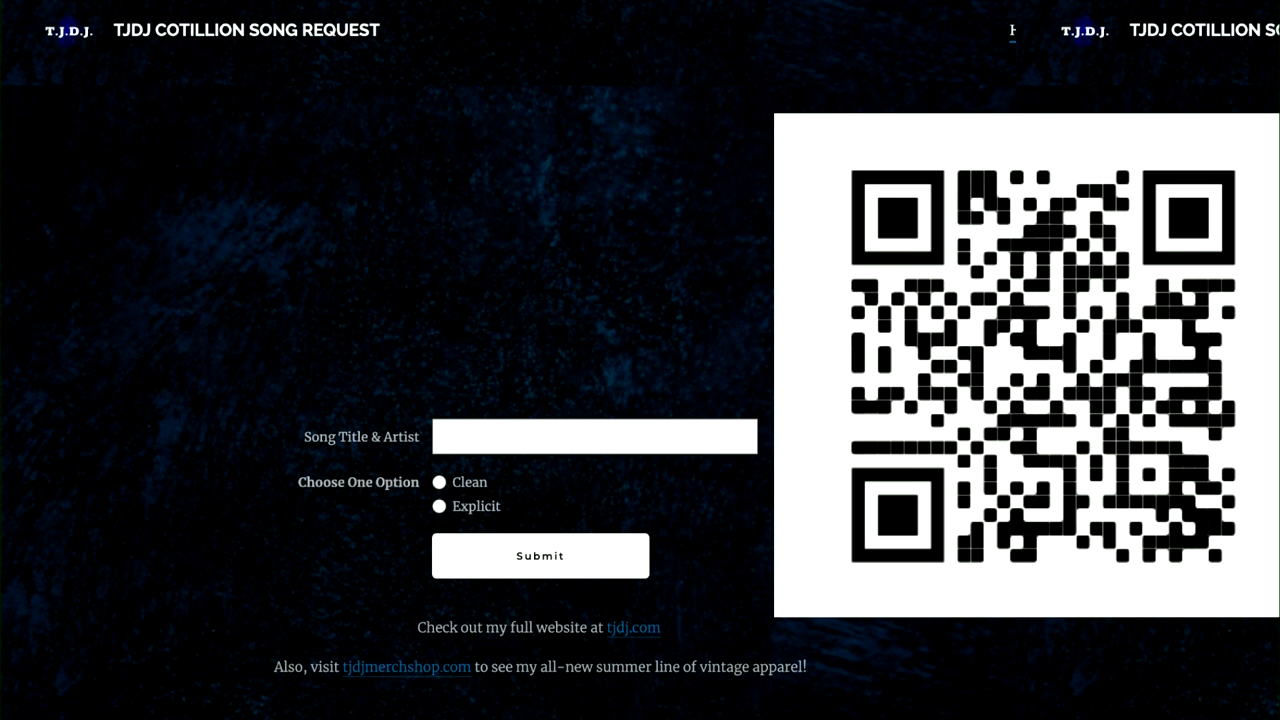 T.J.D.J. TJDJ COTILLION SONG REQUEST
T.J.D.J. TJDJ COTILLION
Song Title & Artist
Choose One Option
Clean
Explicit
Submit
Check out my full website at tjdj.com
Also, visit tjdjmerchshop.com to see my all-new summer line of vintage apparel!